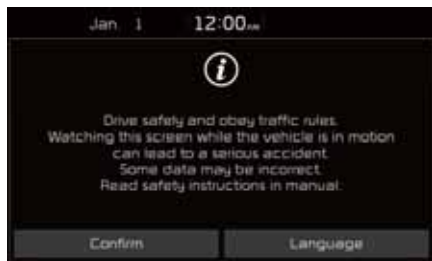 Jan. 1 12:00
Drive safely and obey traffic rules.
Watching this screen while the vehicle is in motion
can lead to a serious accident.
Some data may be incorrect.
Read safety instructions in manual.
Confirm Language